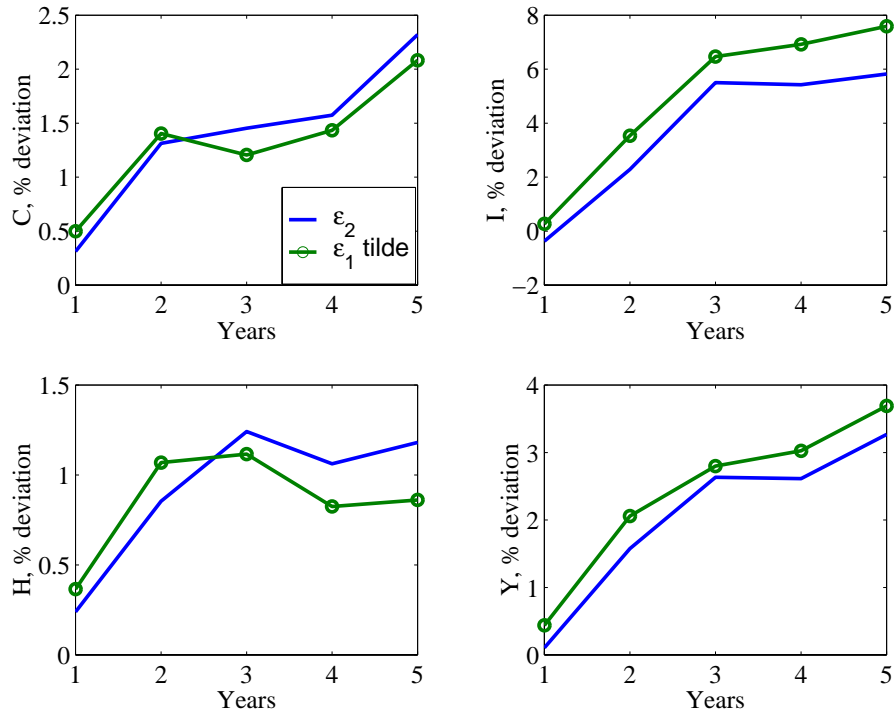 2.5
2
1.5
1
0.5
0
C, % deviation
1 2 3 4 5
Years
ε2
ε1 tilde
8
6
4
2
0
−2
I, % deviation
1 2 3 4 5
Years
1.5
1
0.5
0
H, % deviation
1 2 3 4 5
Years
4
3
2
1
0
Y, % deviation
1 2 3 4 5
Years